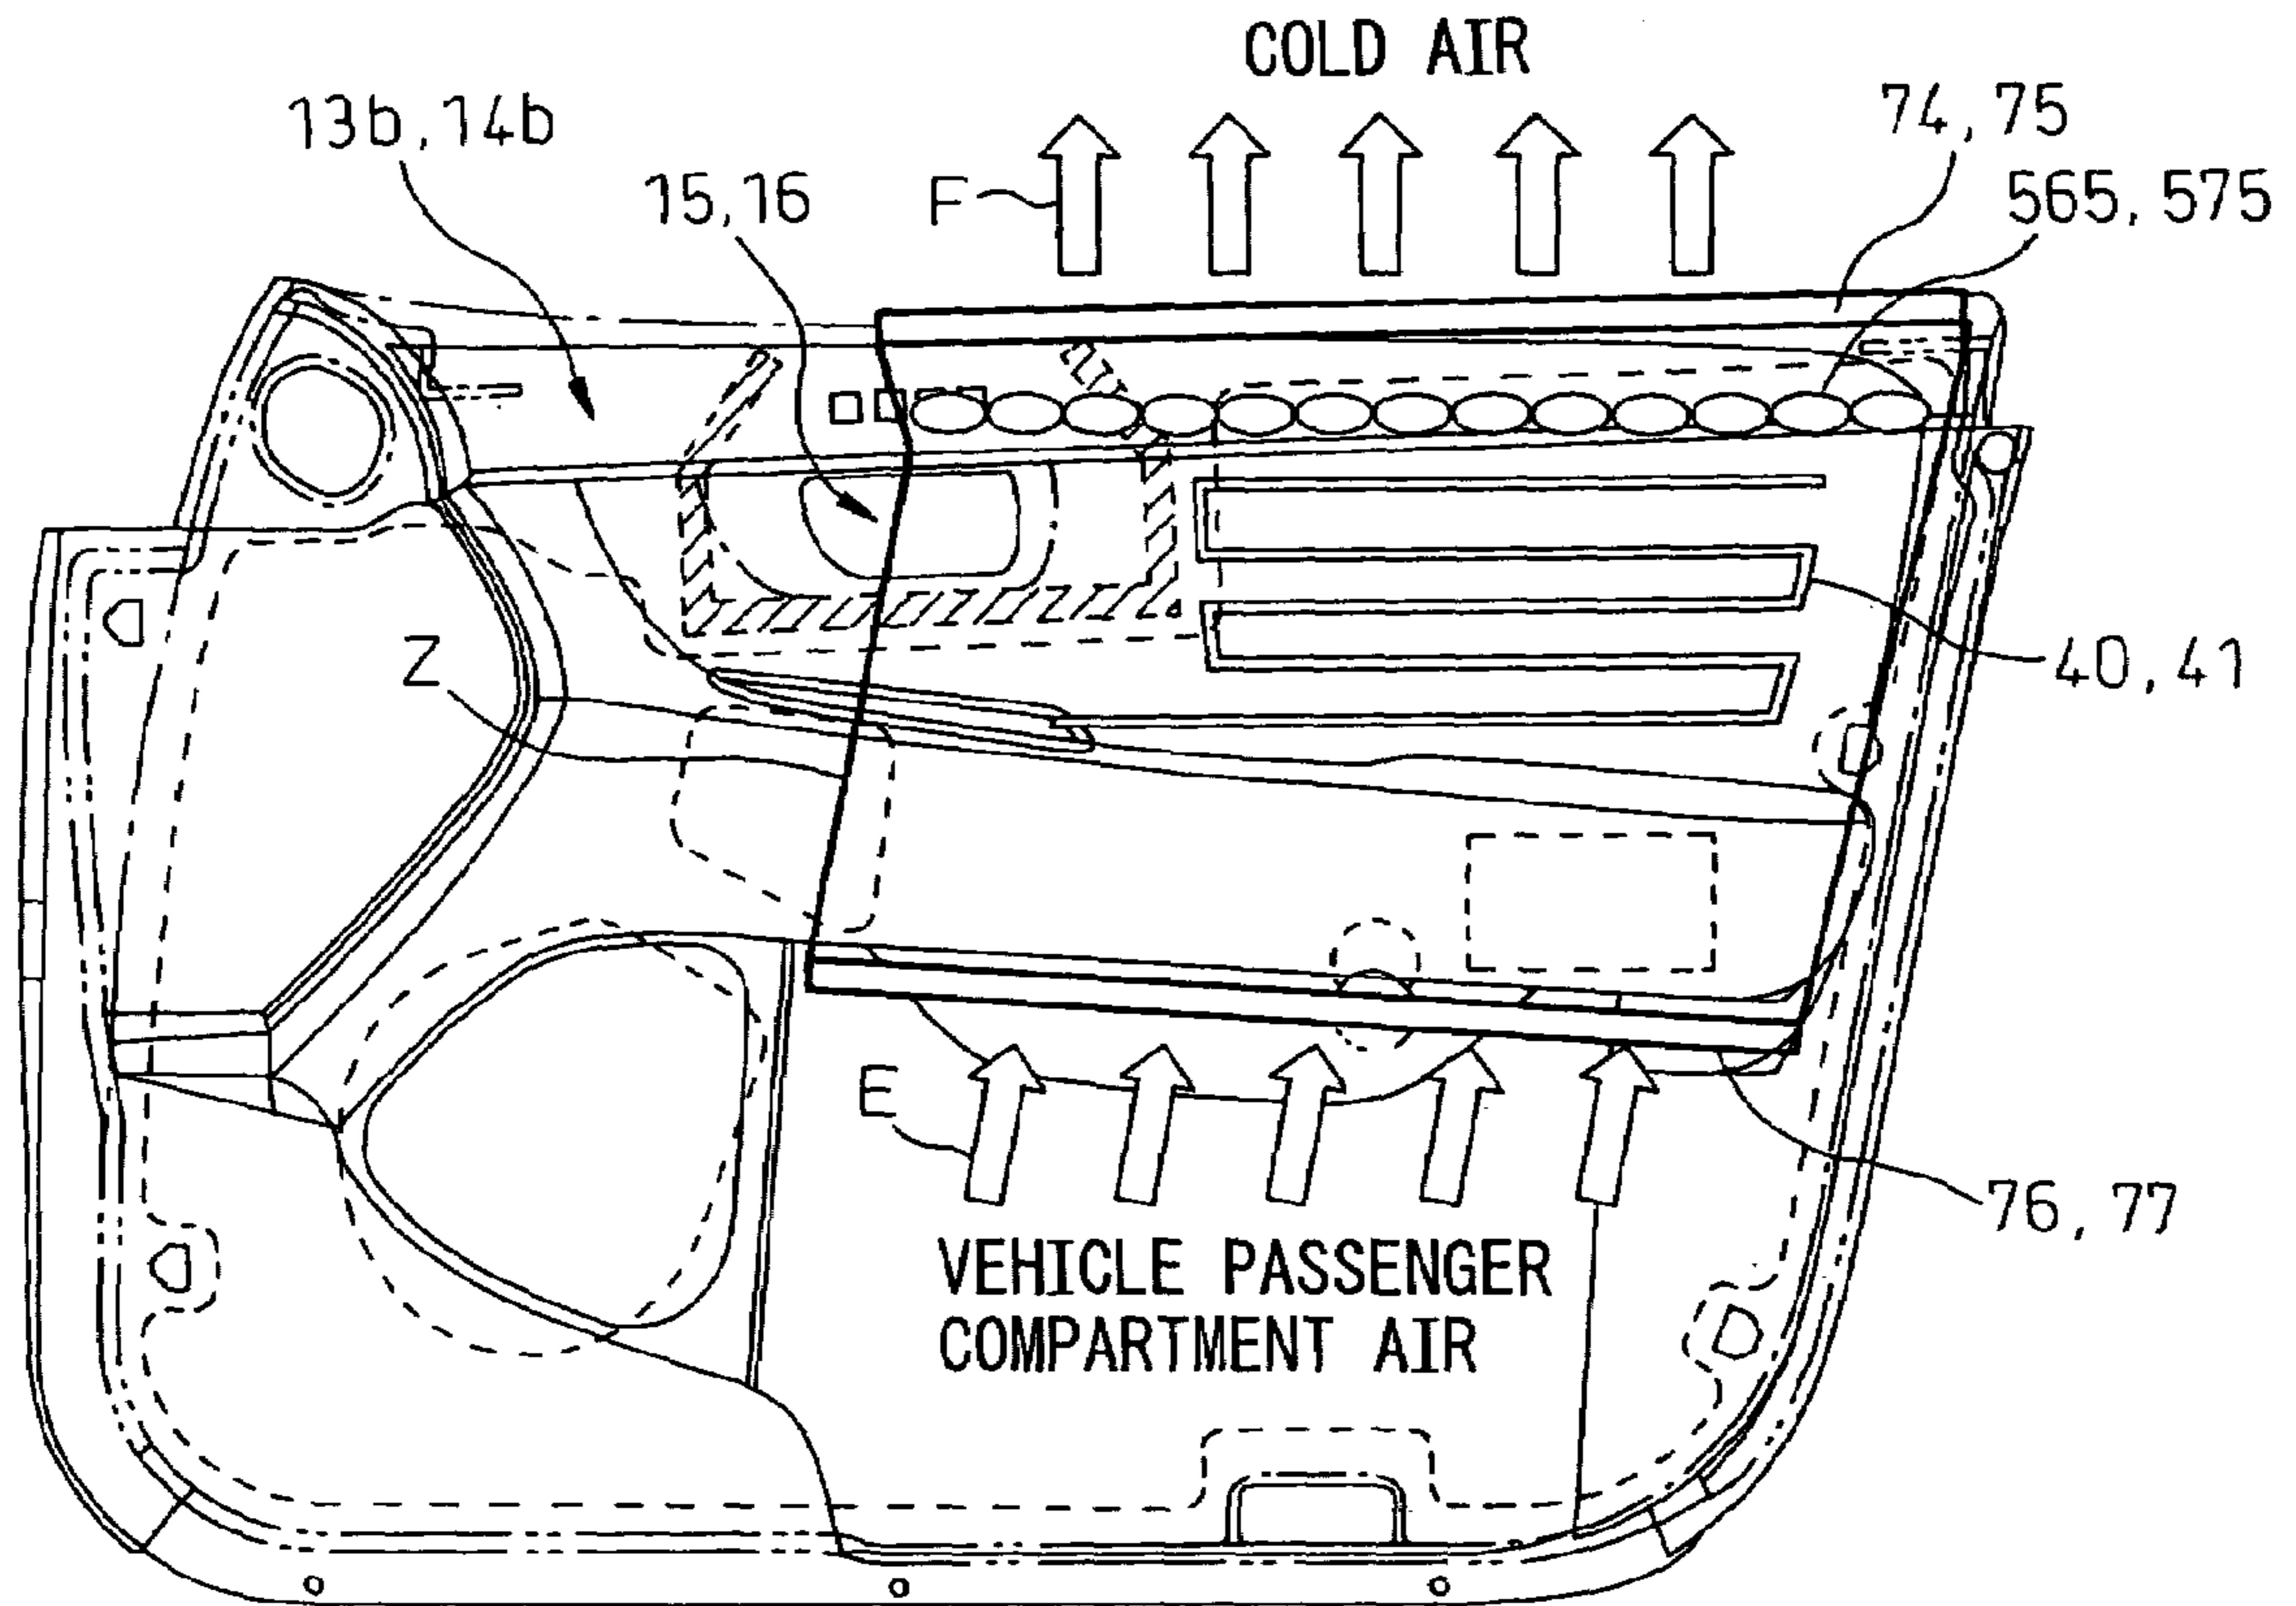 COLD AIR
13b, 14b
74, 75
15, 16
F
565, 575
Z
40, 41
E
76, 77
VEHICLE PASSENGER
COMPARTMENT AIR